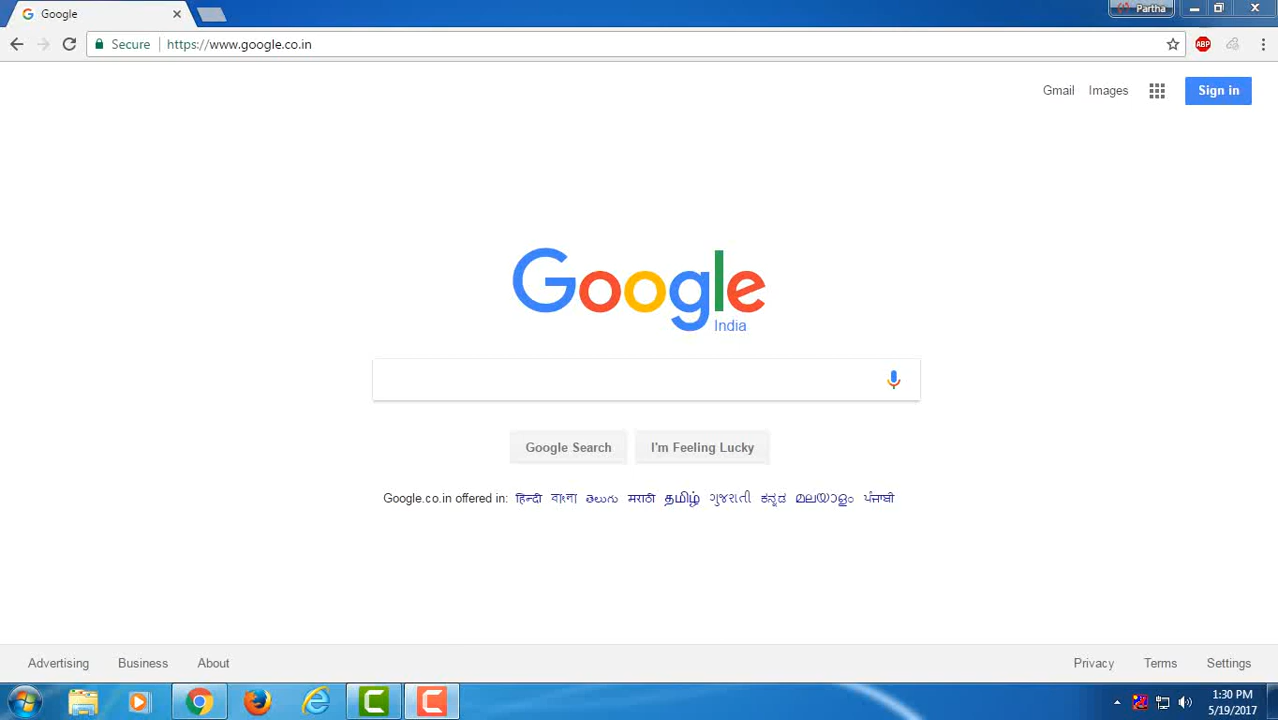 Google
Partha
Secure https://www.google.co.in
ABP
Gmail Images Sign in
Google
India
Google Search I'm Feeling Lucky
Google.co.in offered in: हिन्दी বাংলা తెలుగు मराठी தமிழ் ગુજરાતી ಕನ್ನಡ മലയാളം ਪੰਜਾਬੀ
Advertising Business About Privacy Terms Settings
1:30 PM
5/19/2017